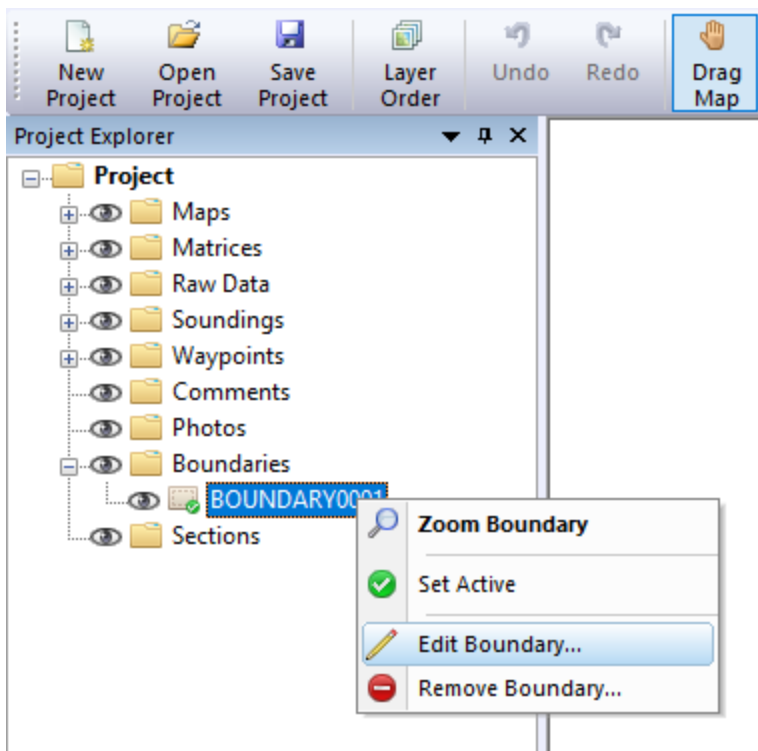 New Project
Open Project
Save Project
Layer Order
Undo
Redo
Drag Map
Project Explorer
Project
Maps
Matrices
Raw Data
Soundings
Waypoints
Comments
Photos
Boundaries
BOUNDARY0001
Sections
Zoom Boundary
Set Active
Edit Boundary...
Remove Boundary...